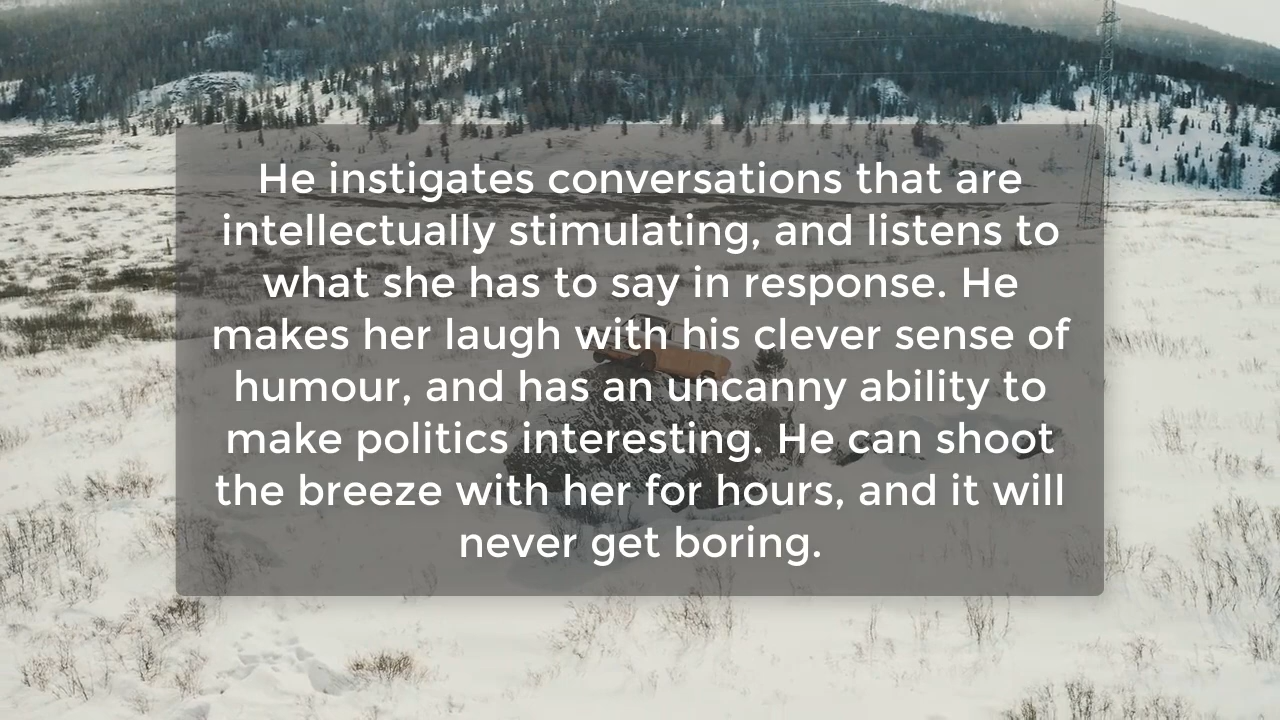 He instigates conversations that are
intellectually stimulating, and listens to
what she has to say in response. He
makes her laugh with his clever sense of
humour, and has an uncanny ability to
make politics interesting. He can shoot
the breeze with her for hours, and it will
never get boring.